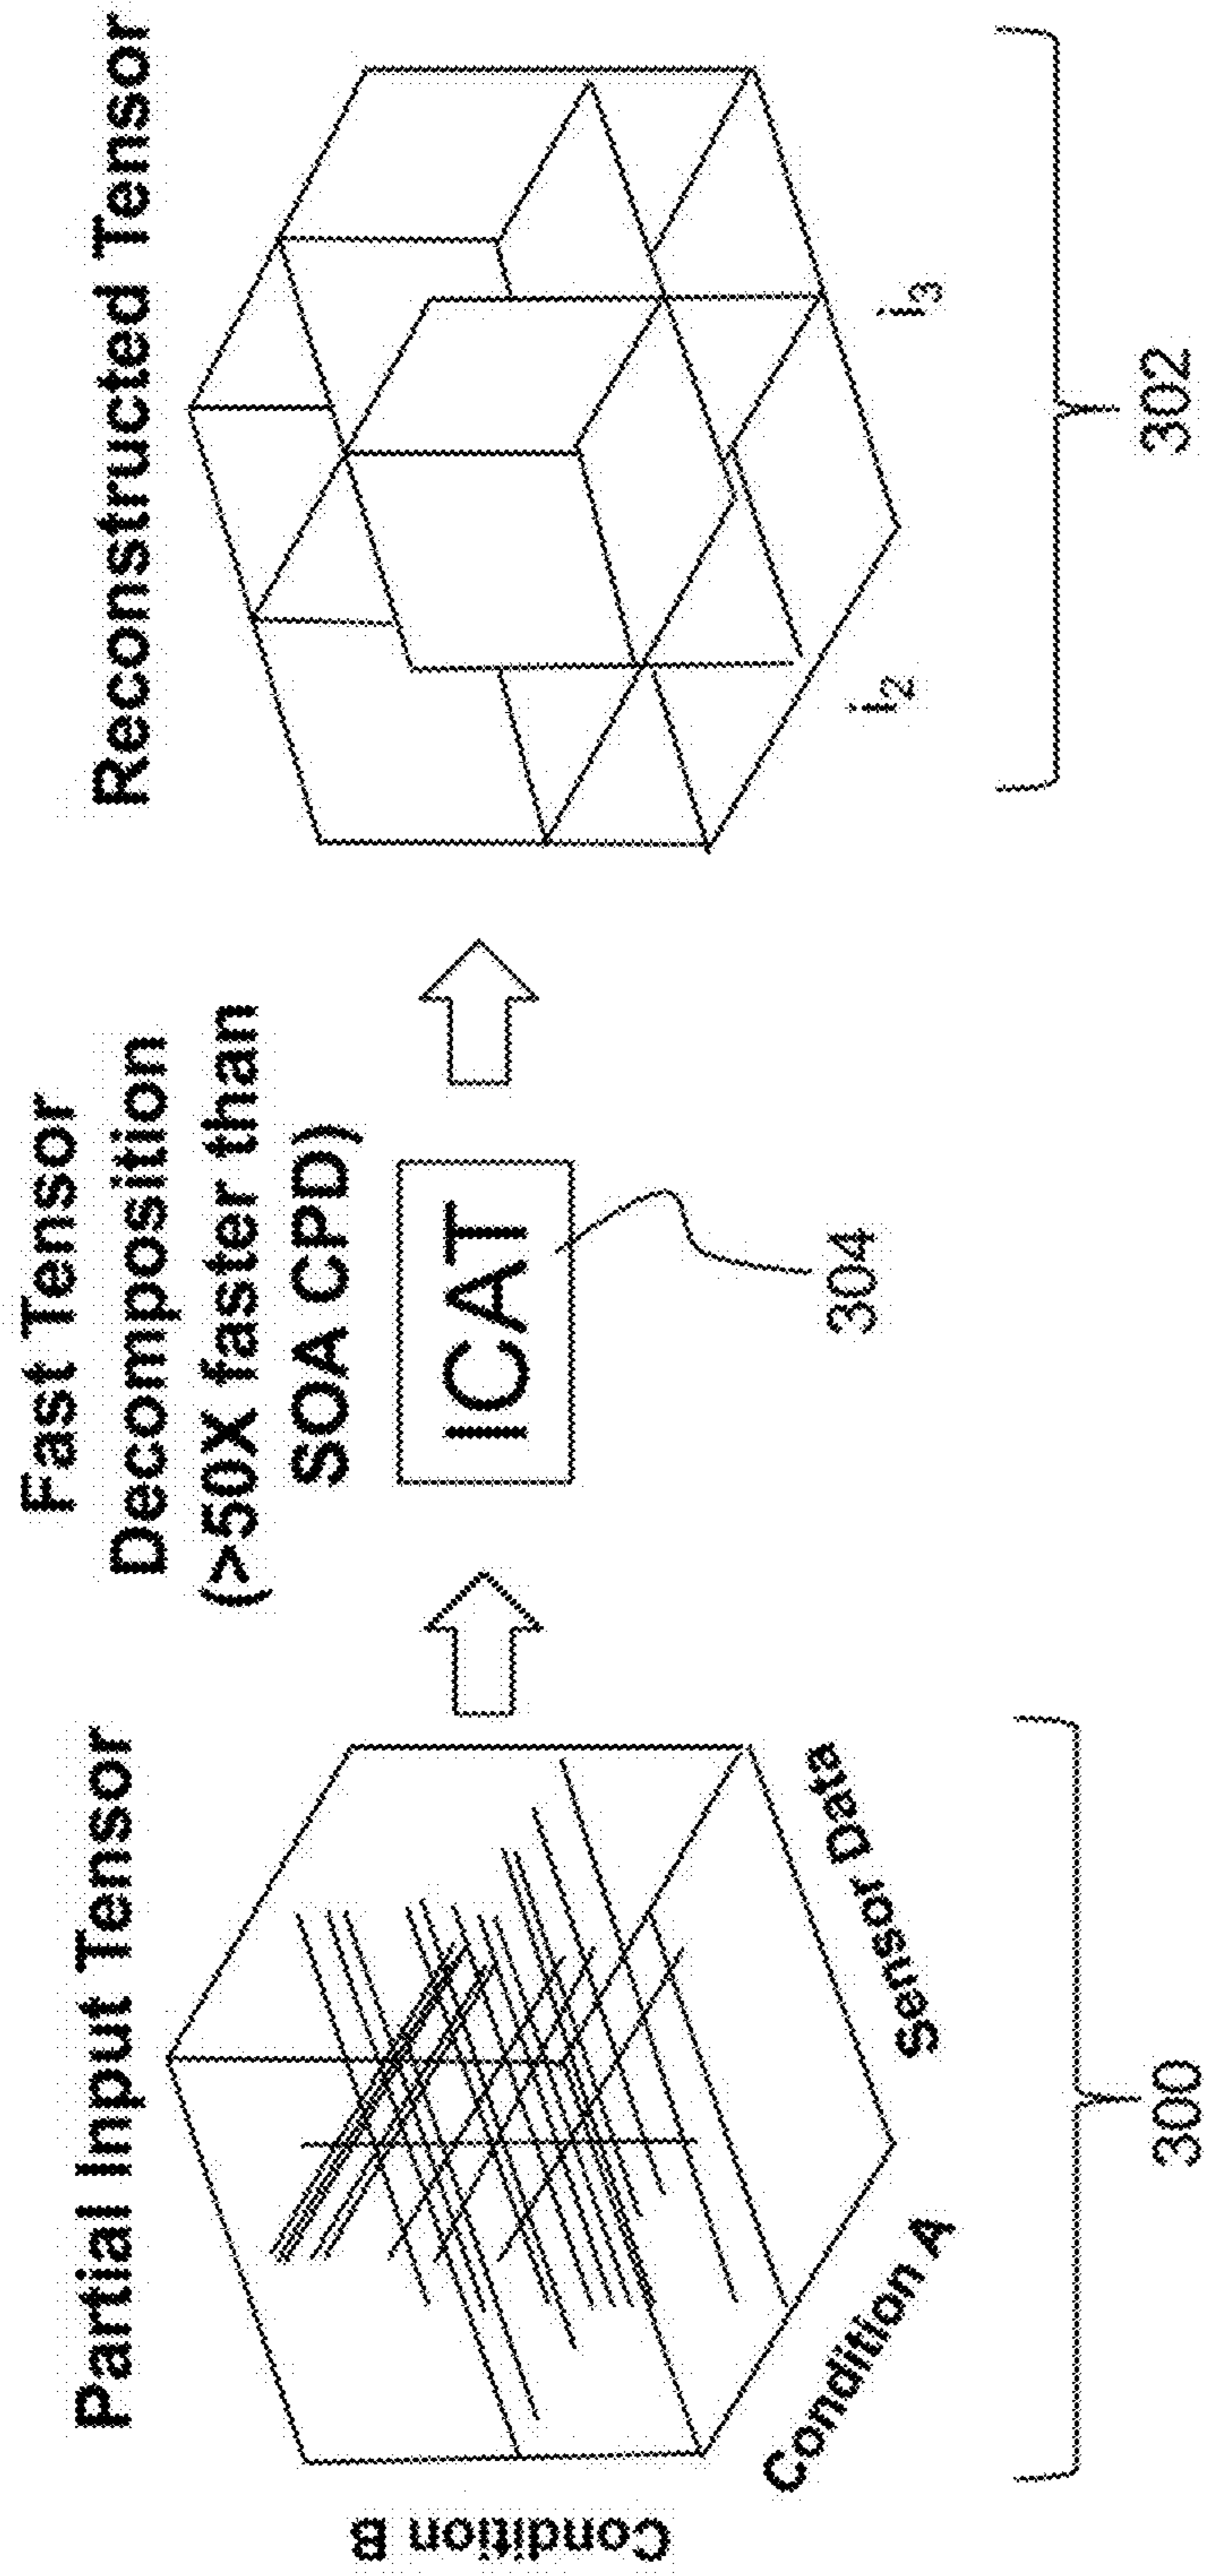 Partial Input Tensor
Condition B
Condition A
Sensor Data
300
Fast Tensor
Decomposition
(>50X faster than
SOA CPD)
ICAT
304
Reconstructed Tensor
i2
i3
302